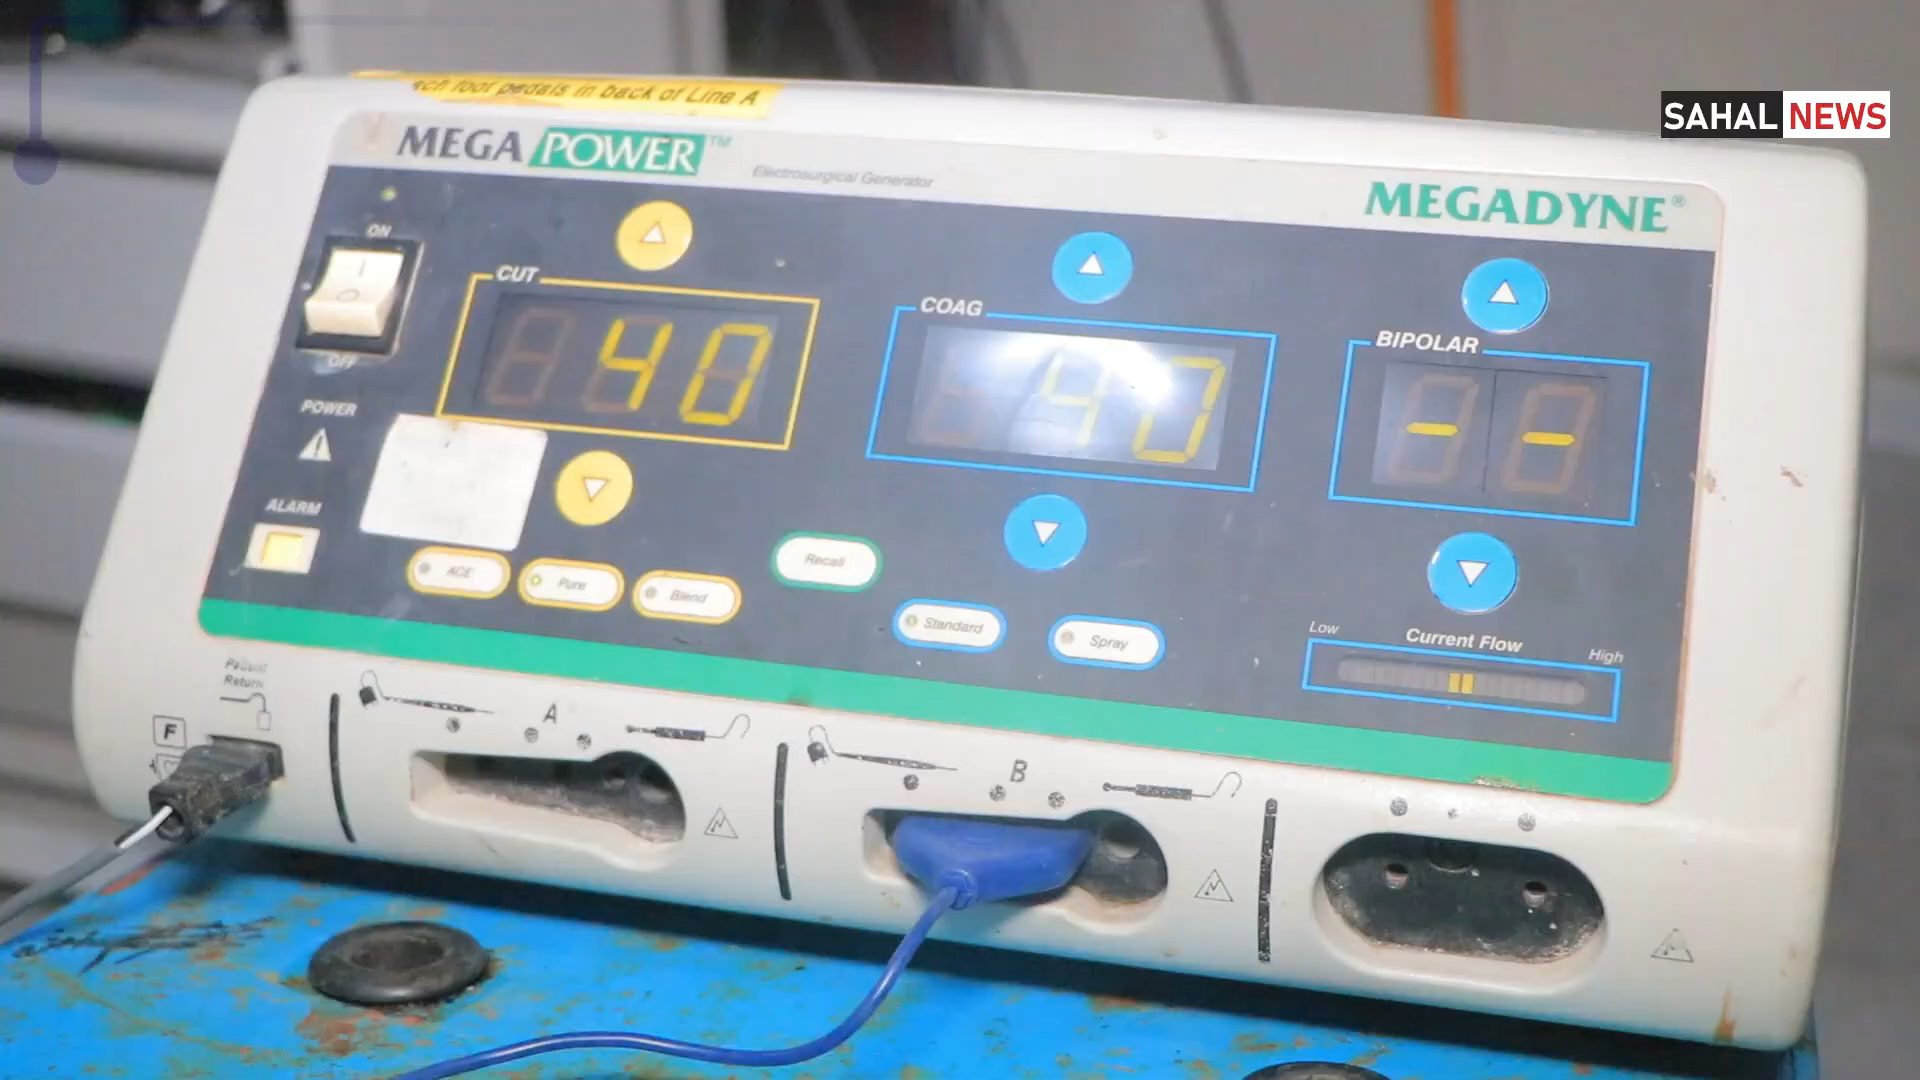 SAHAL NEWS
ach foot pedals in back of Line A
MEGA POWER™
Electrosurgical Generator
MEGADYNE®
ON
OFF
POWER
ALARM
CUT
40
COAG
40
BIPOLAR
--
ACE
Pure
Blend
Recall
Standard
Spray
Low
Current Flow
High
Patient
Return
F
A
B